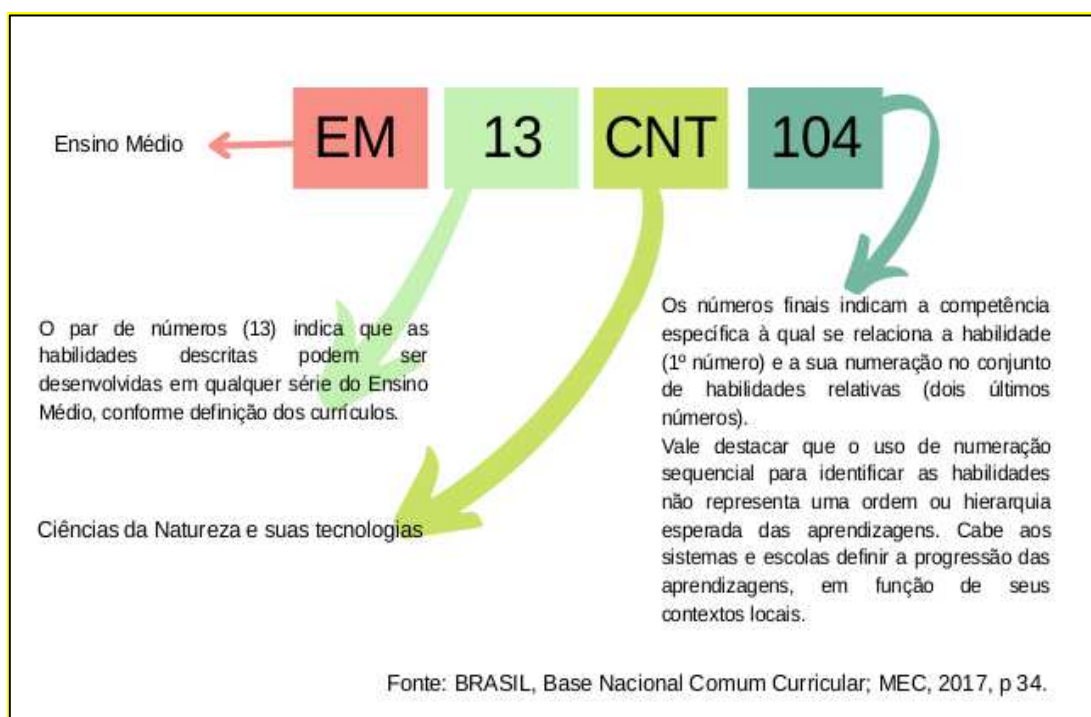 EM 13 CNT 104
Ensino Médio
O par de números (13) indica que as
habilidades descritas podem ser
desenvolvidas em qualquer série do Ensino
Médio, conforme definição dos currículos.
Ciências da Natureza e suas tecnologias
Os números finais indicam a competência
específica à qual se relaciona a habilidade
(1º número) e a sua numeração no conjunto
de habilidades relativas (dois últimos
números).
Vale destacar que o uso de numeração
sequencial para identificar as habilidades
não representa uma ordem ou hierarquia
esperada das aprendizagens. Cabe aos
sistemas e escolas definir a progressão das
aprendizagens, em função de seus
contextos locais.
Fonte: BRASIL, Base Nacional Comum Curricular; MEC, 2017, p 34.